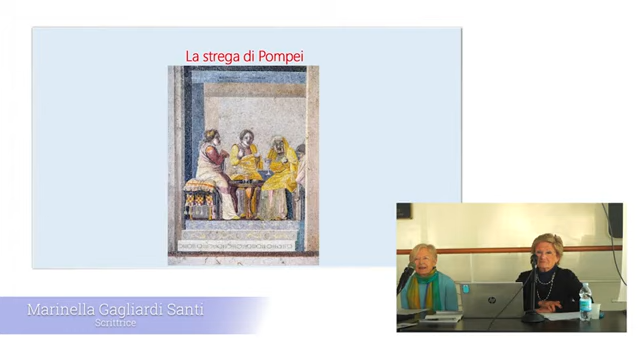 La strega di Pompei
Marinella Gagliardi Santi
Scrittrice